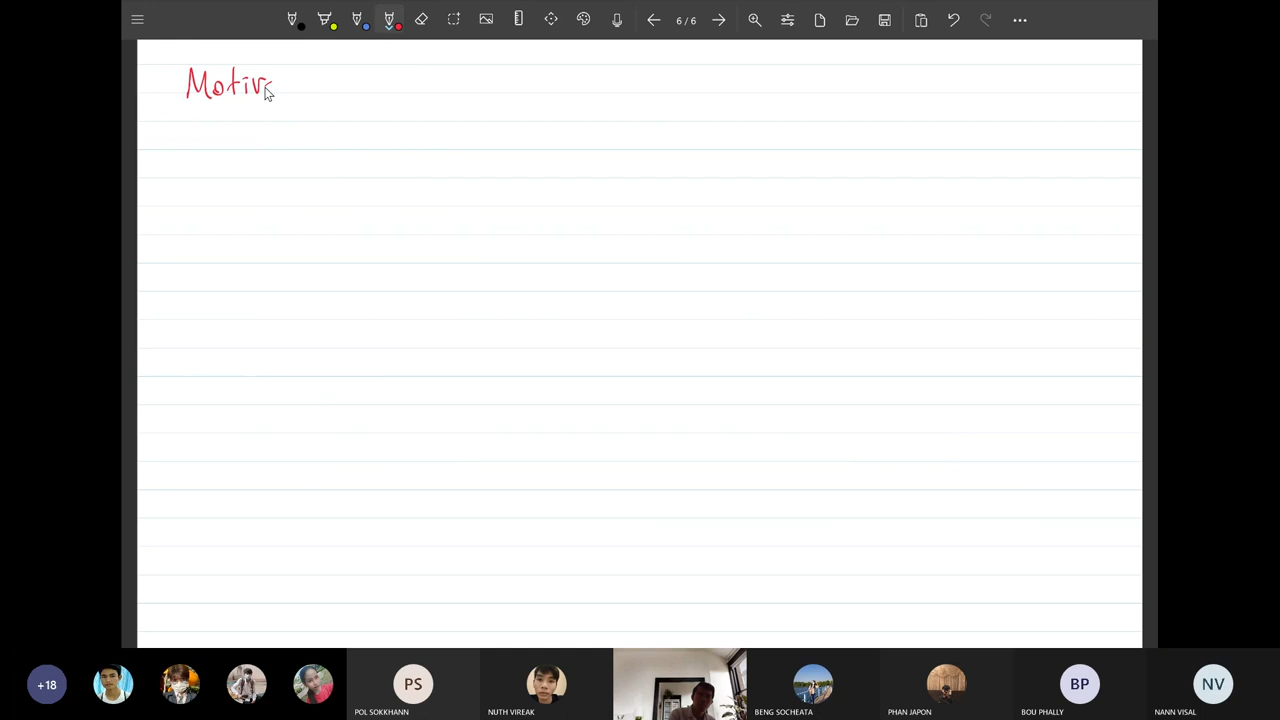 6/6
Motiv
+18
PS
POL SOKKHANN
NUTH VIREAK
BENG SOCHEATA
PHAN JAPON
BP
BOU PHALLY
NV
NANN VISAL